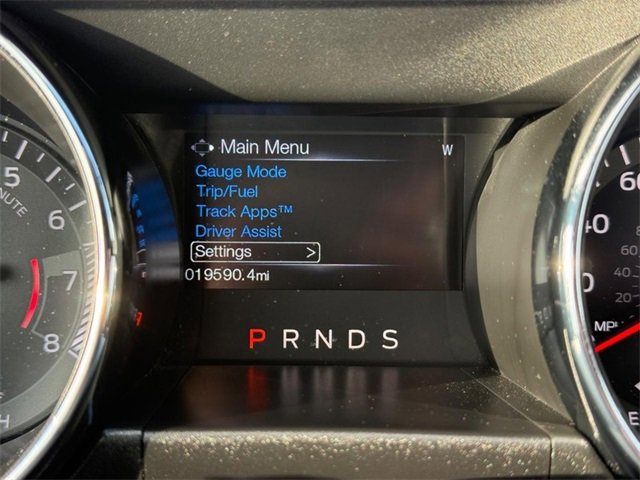 Main Menu W
Gauge Mode
Trip/Fuel
Track Apps™
Driver Assist
Settings >
019590.4mi
P R N D S
5
6
7
8
60
40
20
MPH
E